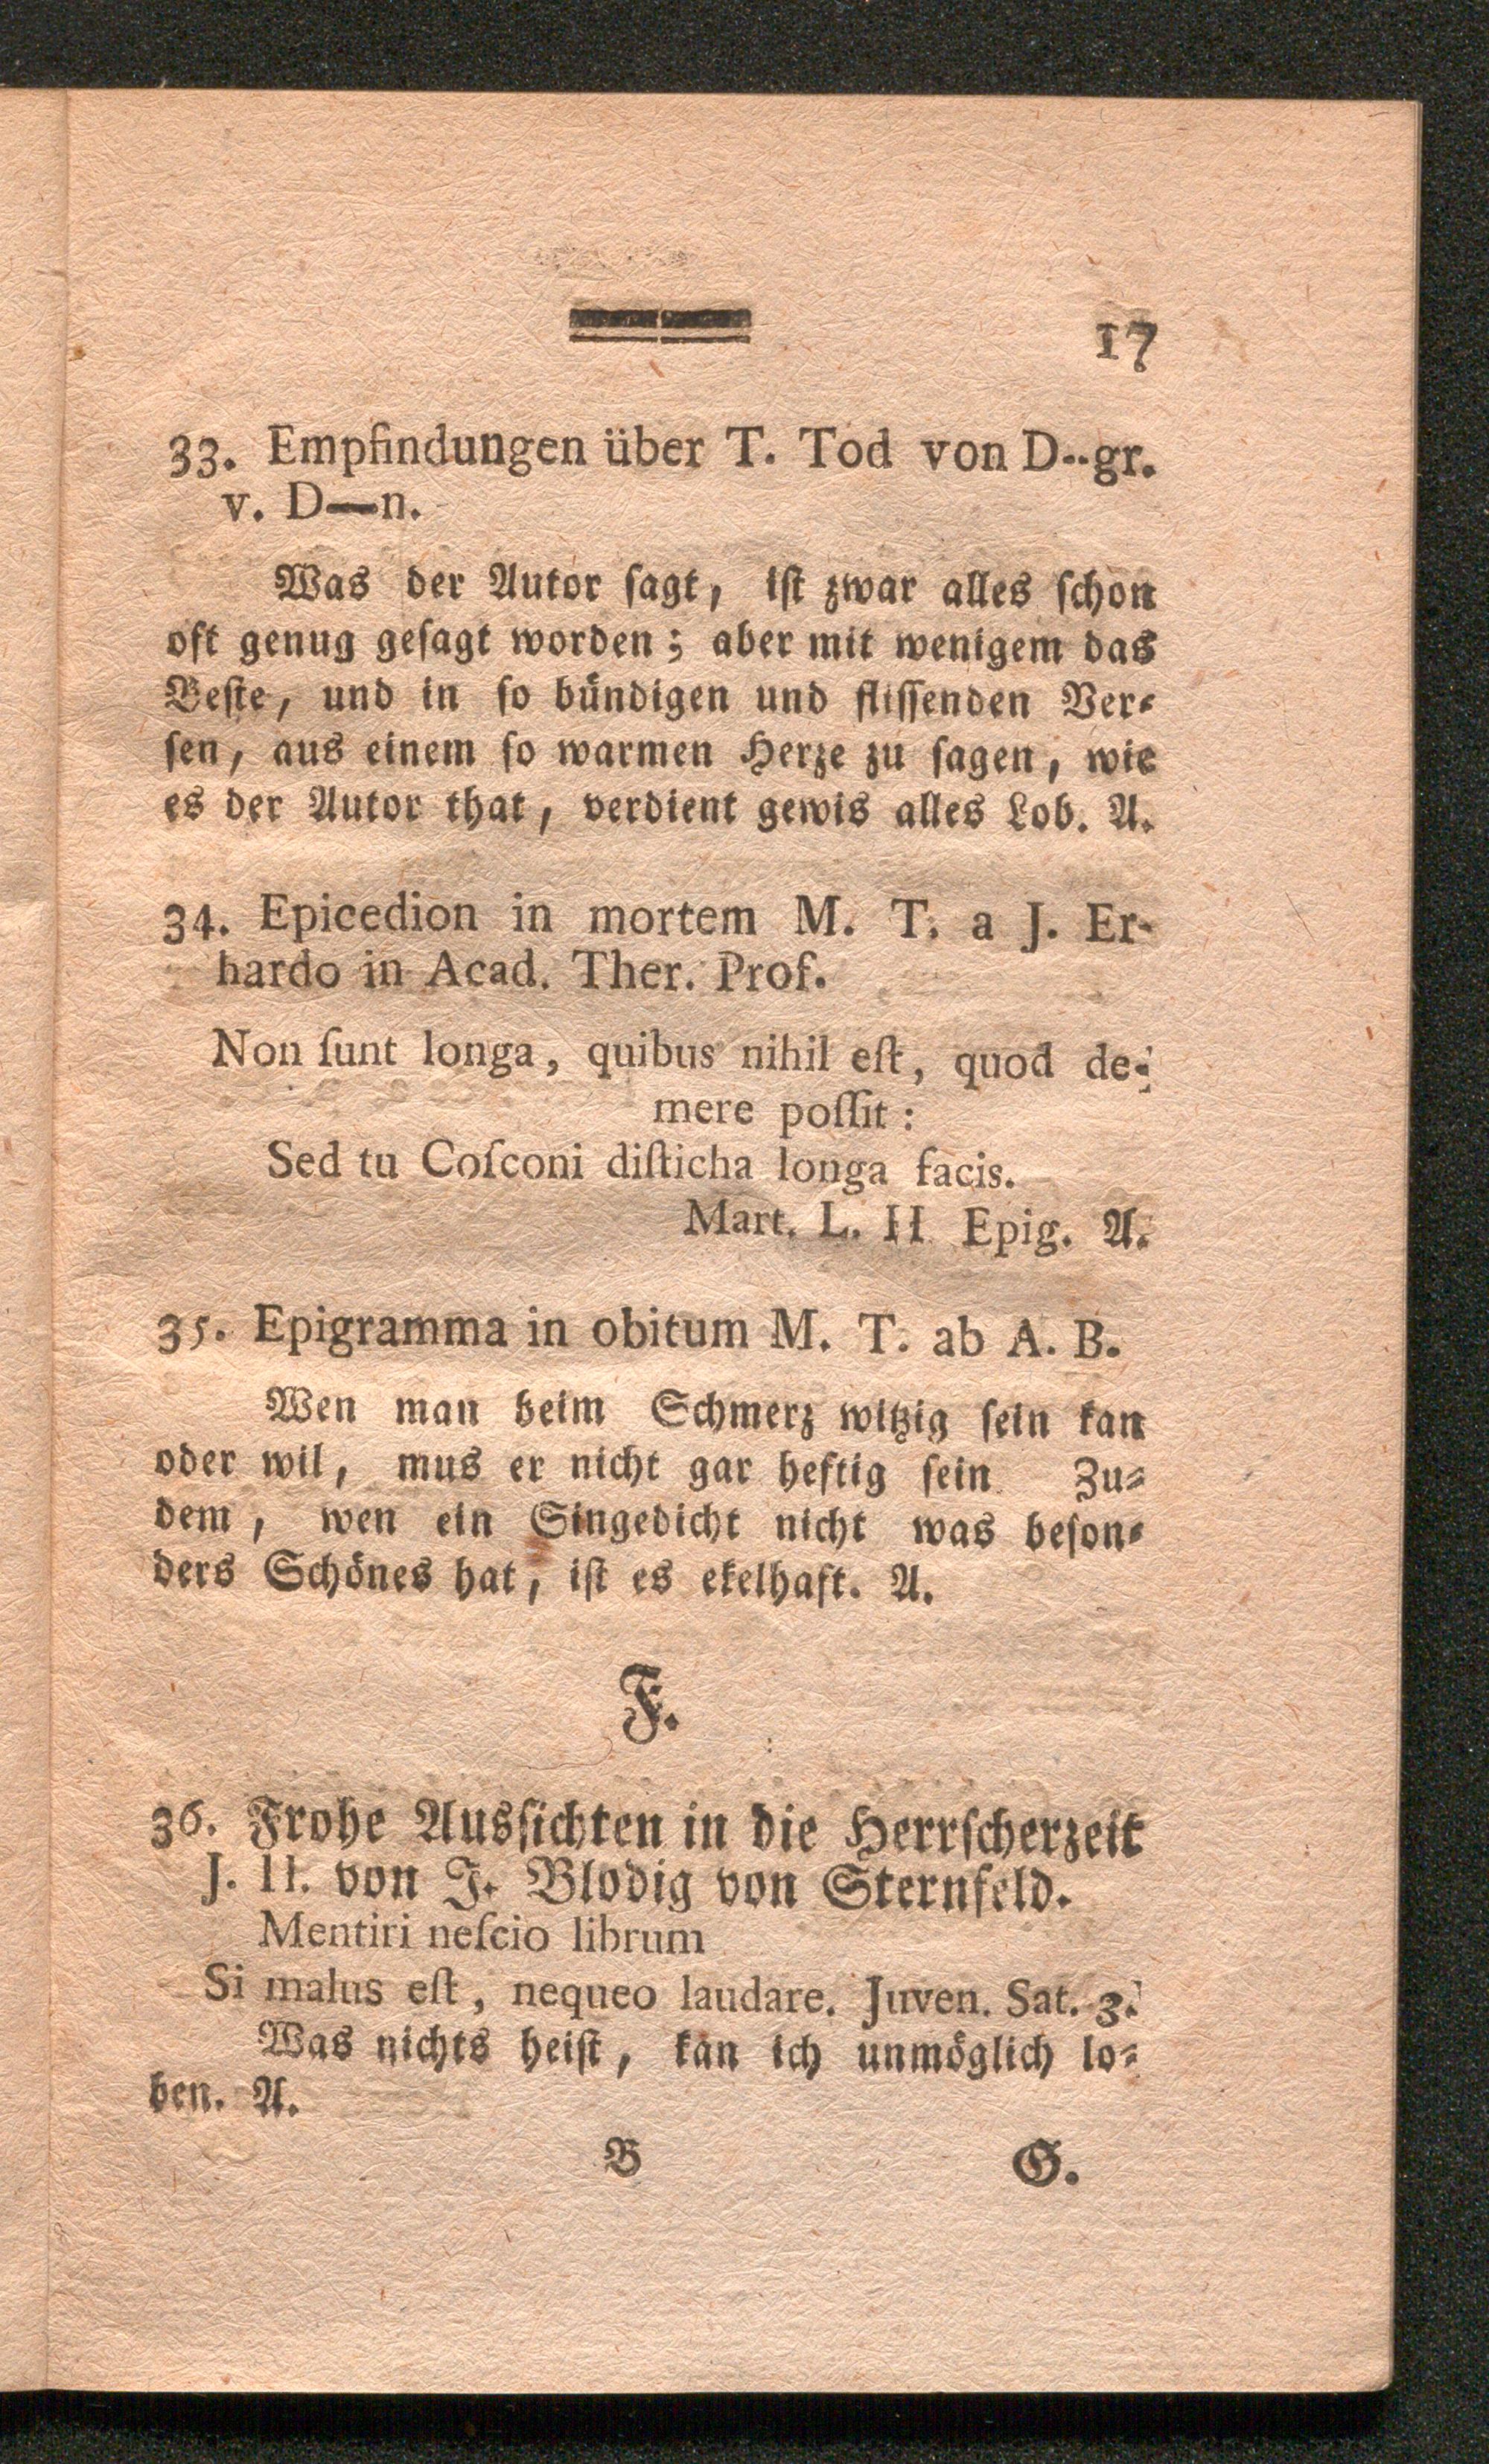 17
33. Empfindungen über T. Tod von D--gr.
v. D—n.
Was der Autor ſagt, iſt zwar alles ſchon
oft genug geſagt worden; aber mit wenigem das
Beſte, und in ſo bündigen und fliſſenden Ver⸗
ſen, aus einem ſo warmen Herze zu ſagen, wie
es der Autor that, verdient gewis alles Lob. A.
34. Epicedion in mortem M. T. a J. Er-
hardo in Acad. Ther. Prof.
Non ſunt longa, quibus nihil eſt, quod de-
mere poſſit:
Sed tu Coſconi diſticha longa facis.
Mart. L. II Epig. A.
35. Epigramma in obitum M. T. ab A. B.
Wen man beim Schmerz witzig ſein kan
oder wil, mus er nicht gar heftig ſein Zu⸗
dem, wen ein Singedicht nicht was beſon⸗
ders Schönes hat, iſt es ekelhaft. A.
F.
36. Frohe Ausſichten in die Herrſcherzeit
J. II. von J. Blodig von Sternfeld.
Mentiri neſcio librum
Si malus eſt, nequeo laudare. Juven. Sat. 3.
Was nichts heiſt, kan ich unmöglich lo⸗
ben. A.
B G.